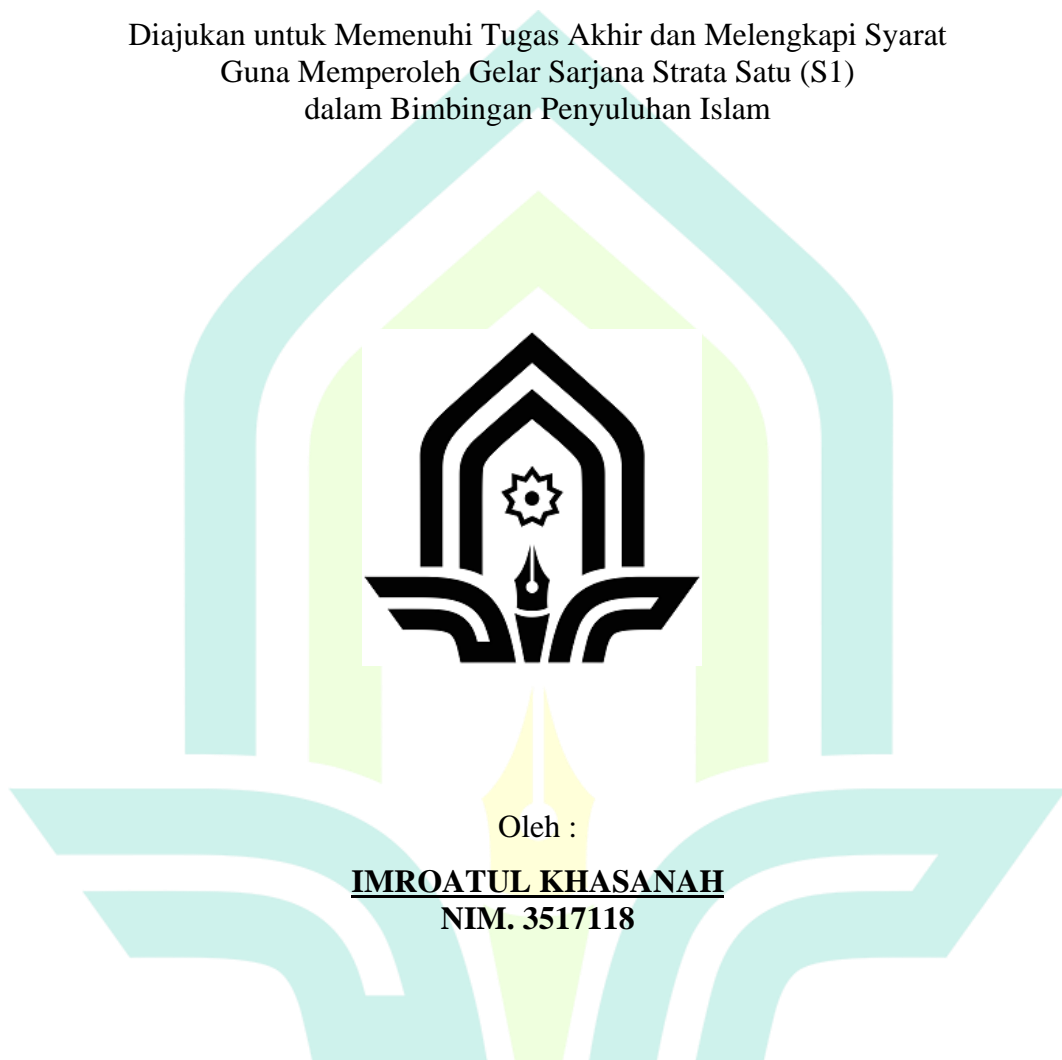 Diajukan untuk Memenuhi Tugas Akhir dan Melengkapi Syarat
Guna Memperoleh Gelar Sarjana Strata Satu (S1)
dalam Bimbingan Penyuluhan Islam
Oleh :
IMROATUL KHASANAH
NIM. 3517118